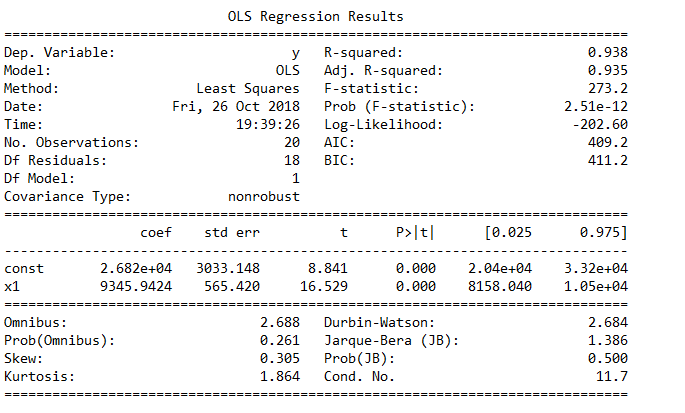 OLS Regression Results
==============================================================================
Dep. Variable:                      y   R-squared:                       0.938
Model:                            OLS   Adj. R-squared:                  0.935
Method:                 Least Squares   F-statistic:                     273.2
Date:                Fri, 26 Oct 2018   Prob (F-statistic):           2.51e-12
Time:                        19:39:26   Log-Likelihood:                -202.60
No. Observations:                  20   AIC:                             409.2
Df Residuals:                      18   BIC:                             411.2
Df Model:                           1
Covariance Type:            nonrobust
==============================================================================
                 coef    std err          t      P>|t|      [0.025      0.975]
------------------------------------------------------------------------------
const       2.682e+04   3033.148      8.841      0.000    2.04e+04    3.32e+04
x1          9345.9424    565.420     16.529      0.000    8158.040    1.05e+04
==============================================================================
Omnibus:                        2.688   Durbin-Watson:                   2.684
Prob(Omnibus):                  0.261   Jarque-Bera (JB):                1.386
Skew:                           0.305   Prob(JB):                        0.500
Kurtosis:                       1.864   Cond. No.                         11.7
==============================================================================